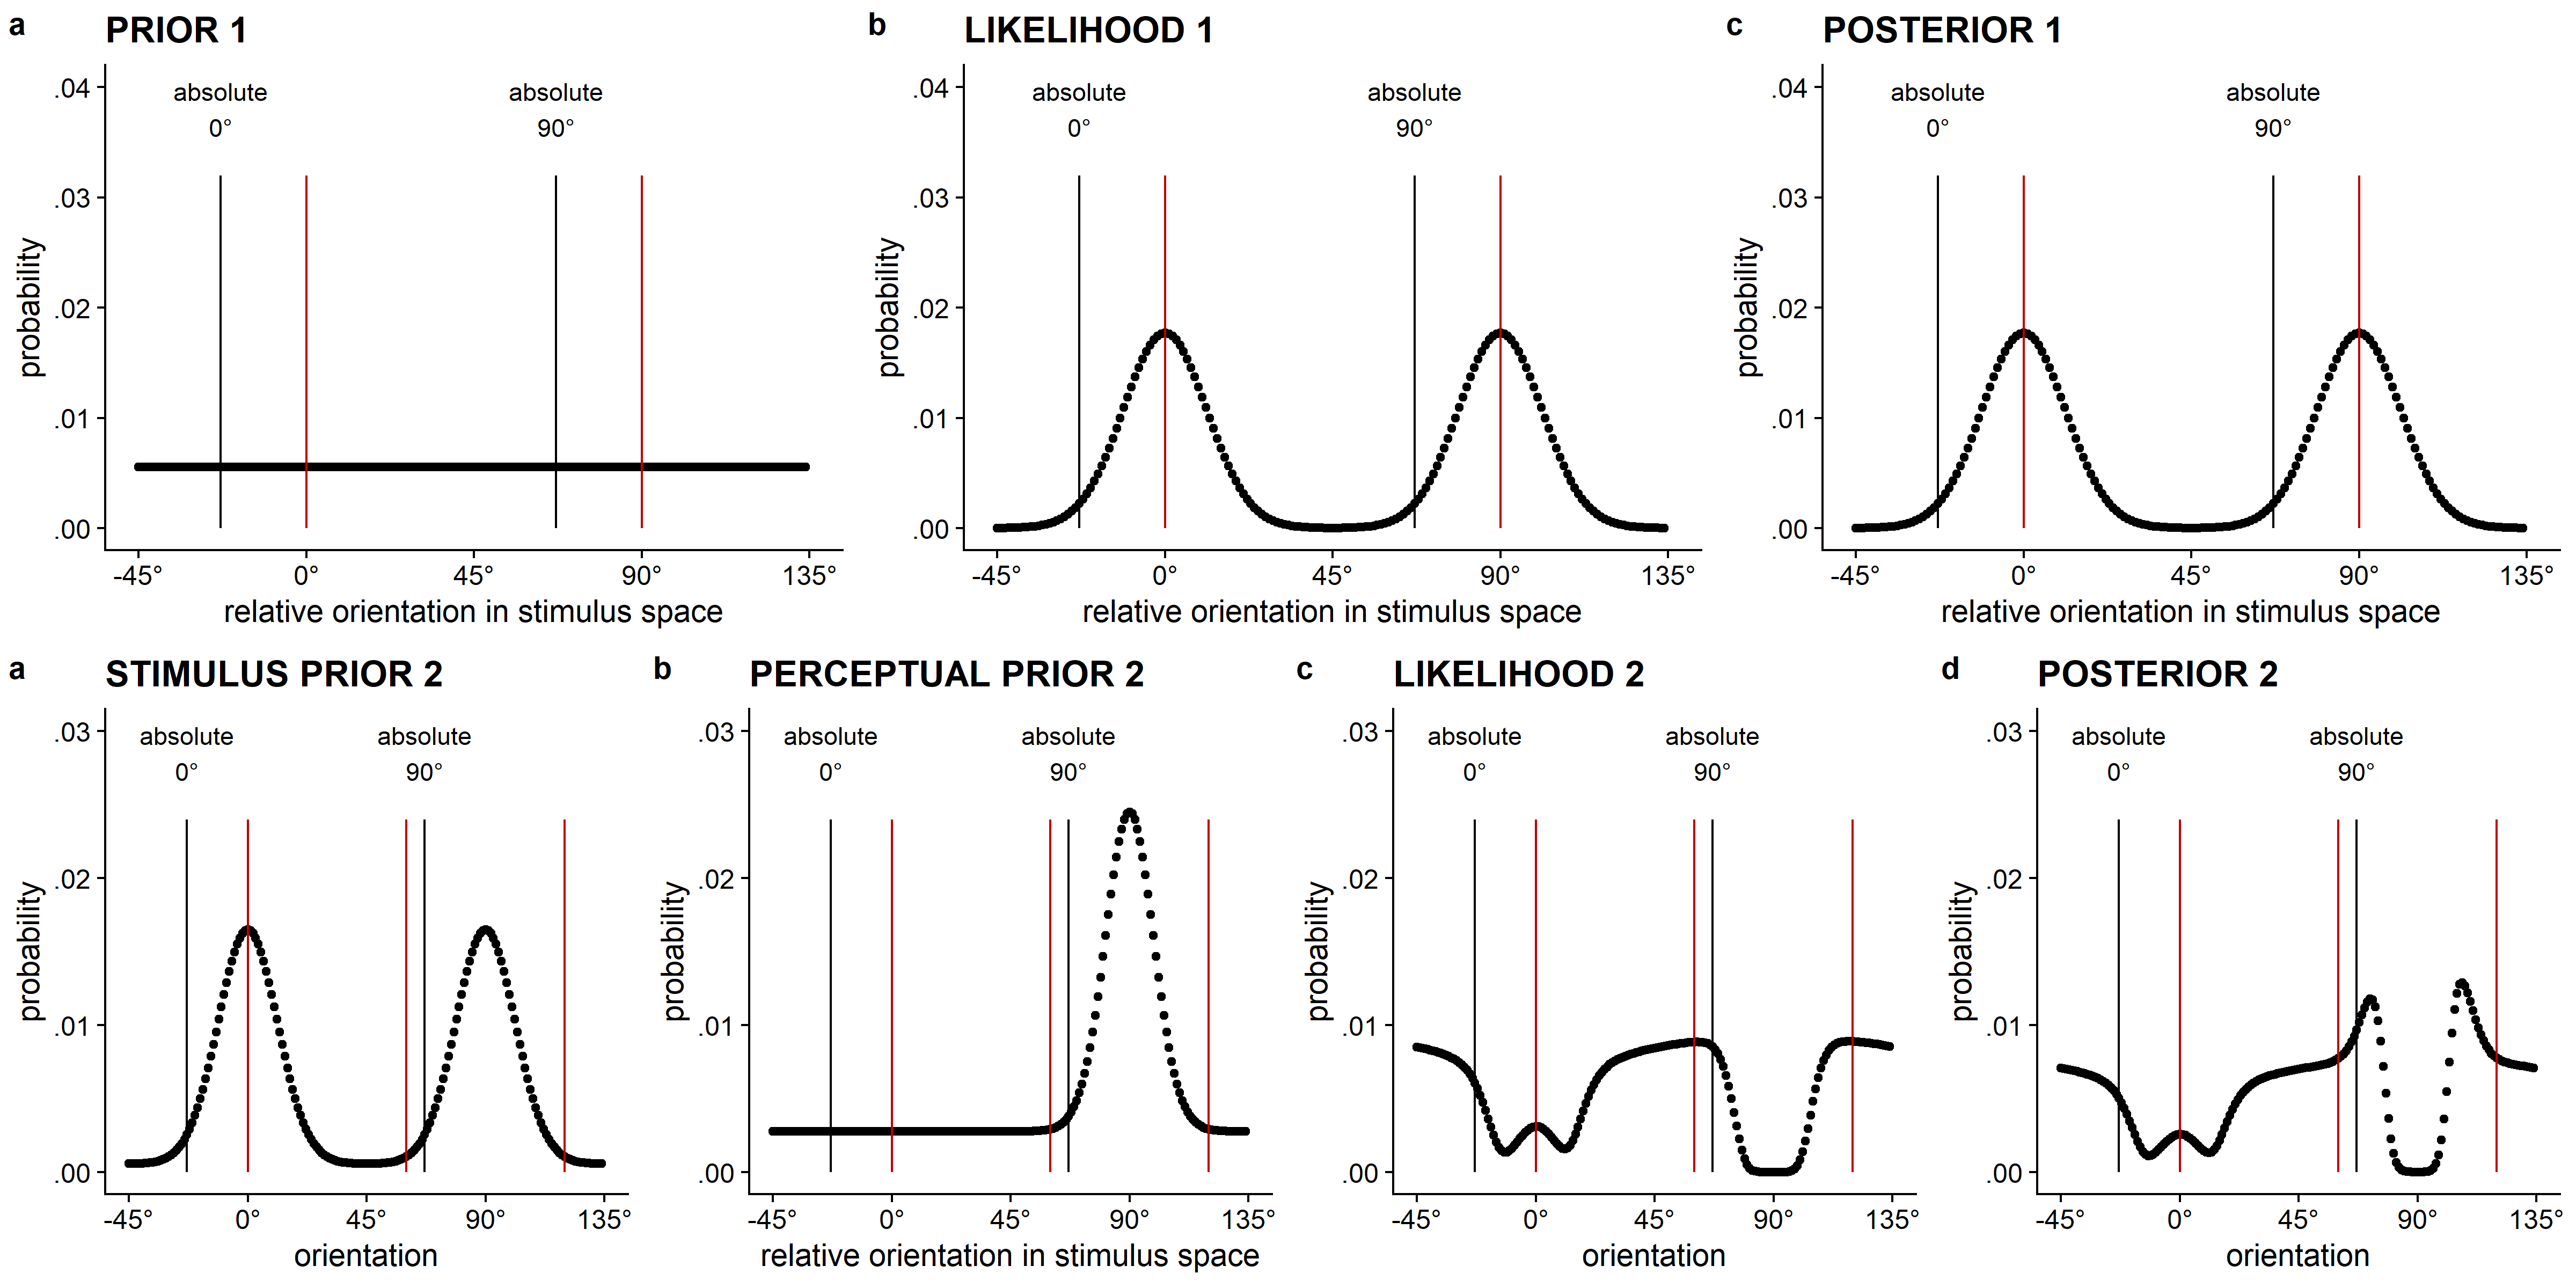 a PRIOR 1
.04
.03
.02
.01
.00
absolute
0°
absolute
90°
probability
-45° 0° 45° 90° 135°
relative orientation in stimulus space
b LIKELIHOOD 1
.04
.03
.02
.01
.00
absolute
0°
absolute
90°
probability
-45° 0° 45° 90° 135°
relative orientation in stimulus space
c POSTERIOR 1
.04
.03
.02
.01
.00
absolute
0°
absolute
90°
probability
-45° 0° 45° 90° 135°
relative orientation in stimulus space
a STIMULUS PRIOR 2
.03
.02
.01
.00
absolute
0°
absolute
90°
probability
-45° 0° 45° 90° 135°
orientation
b PERCEPTUAL PRIOR 2
.03
.02
.01
.00
absolute
0°
absolute
90°
probability
-45° 0° 45° 90° 135°
relative orientation in stimulus space
c LIKELIHOOD 2
.03
.02
.01
.00
absolute
0°
absolute
90°
probability
-45° 0° 45° 90° 135°
orientation
d POSTERIOR 2
.03
.02
.01
.00
absolute
0°
absolute
90°
probability
-45° 0° 45° 90° 135°
orientation